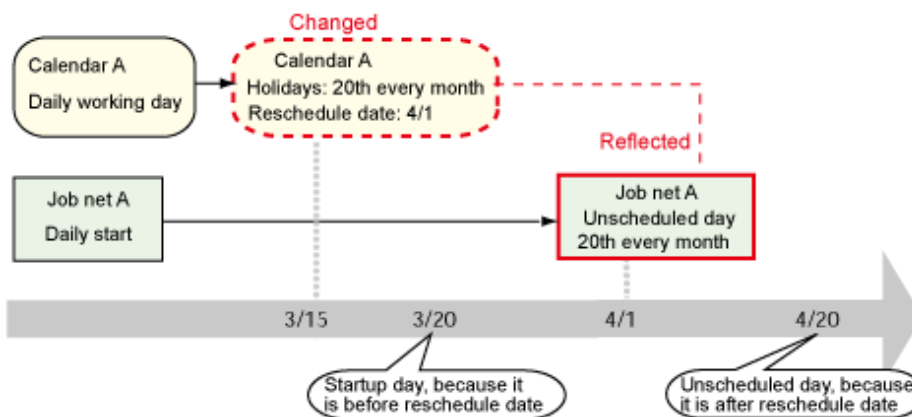 Changed
Calendar A
Daily working day
Calendar A
Holidays: 20th every month
Reschedule date: 4/1
Reflected
Job net A
Daily start
Job net A
Unscheduled day
20th every month
3/15
3/20
4/1
4/20
Startup day, because it
is before reschedule date
Unscheduled day, because
it is after reschedule date